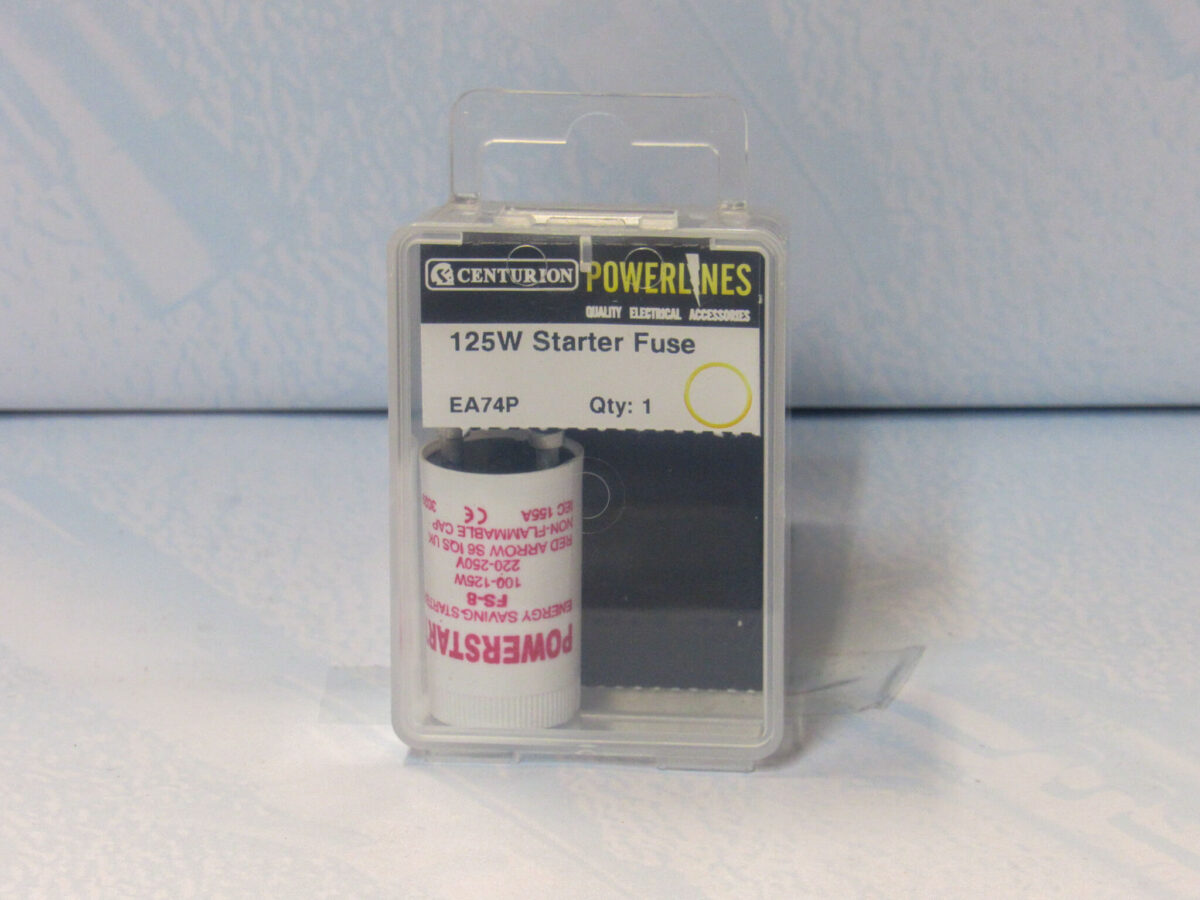 CENTURION
POWERLINES
QUALITY ELECTRICAL ACCESSORIES
125W Starter Fuse
EA74P Qty: 1
POWERSTAR
ENERGY SAVING
FS-8
100-125W
220-250V
RED ARROW S6 1QS UK
NON-FLAMMABLE CAP
IEC 155A CE